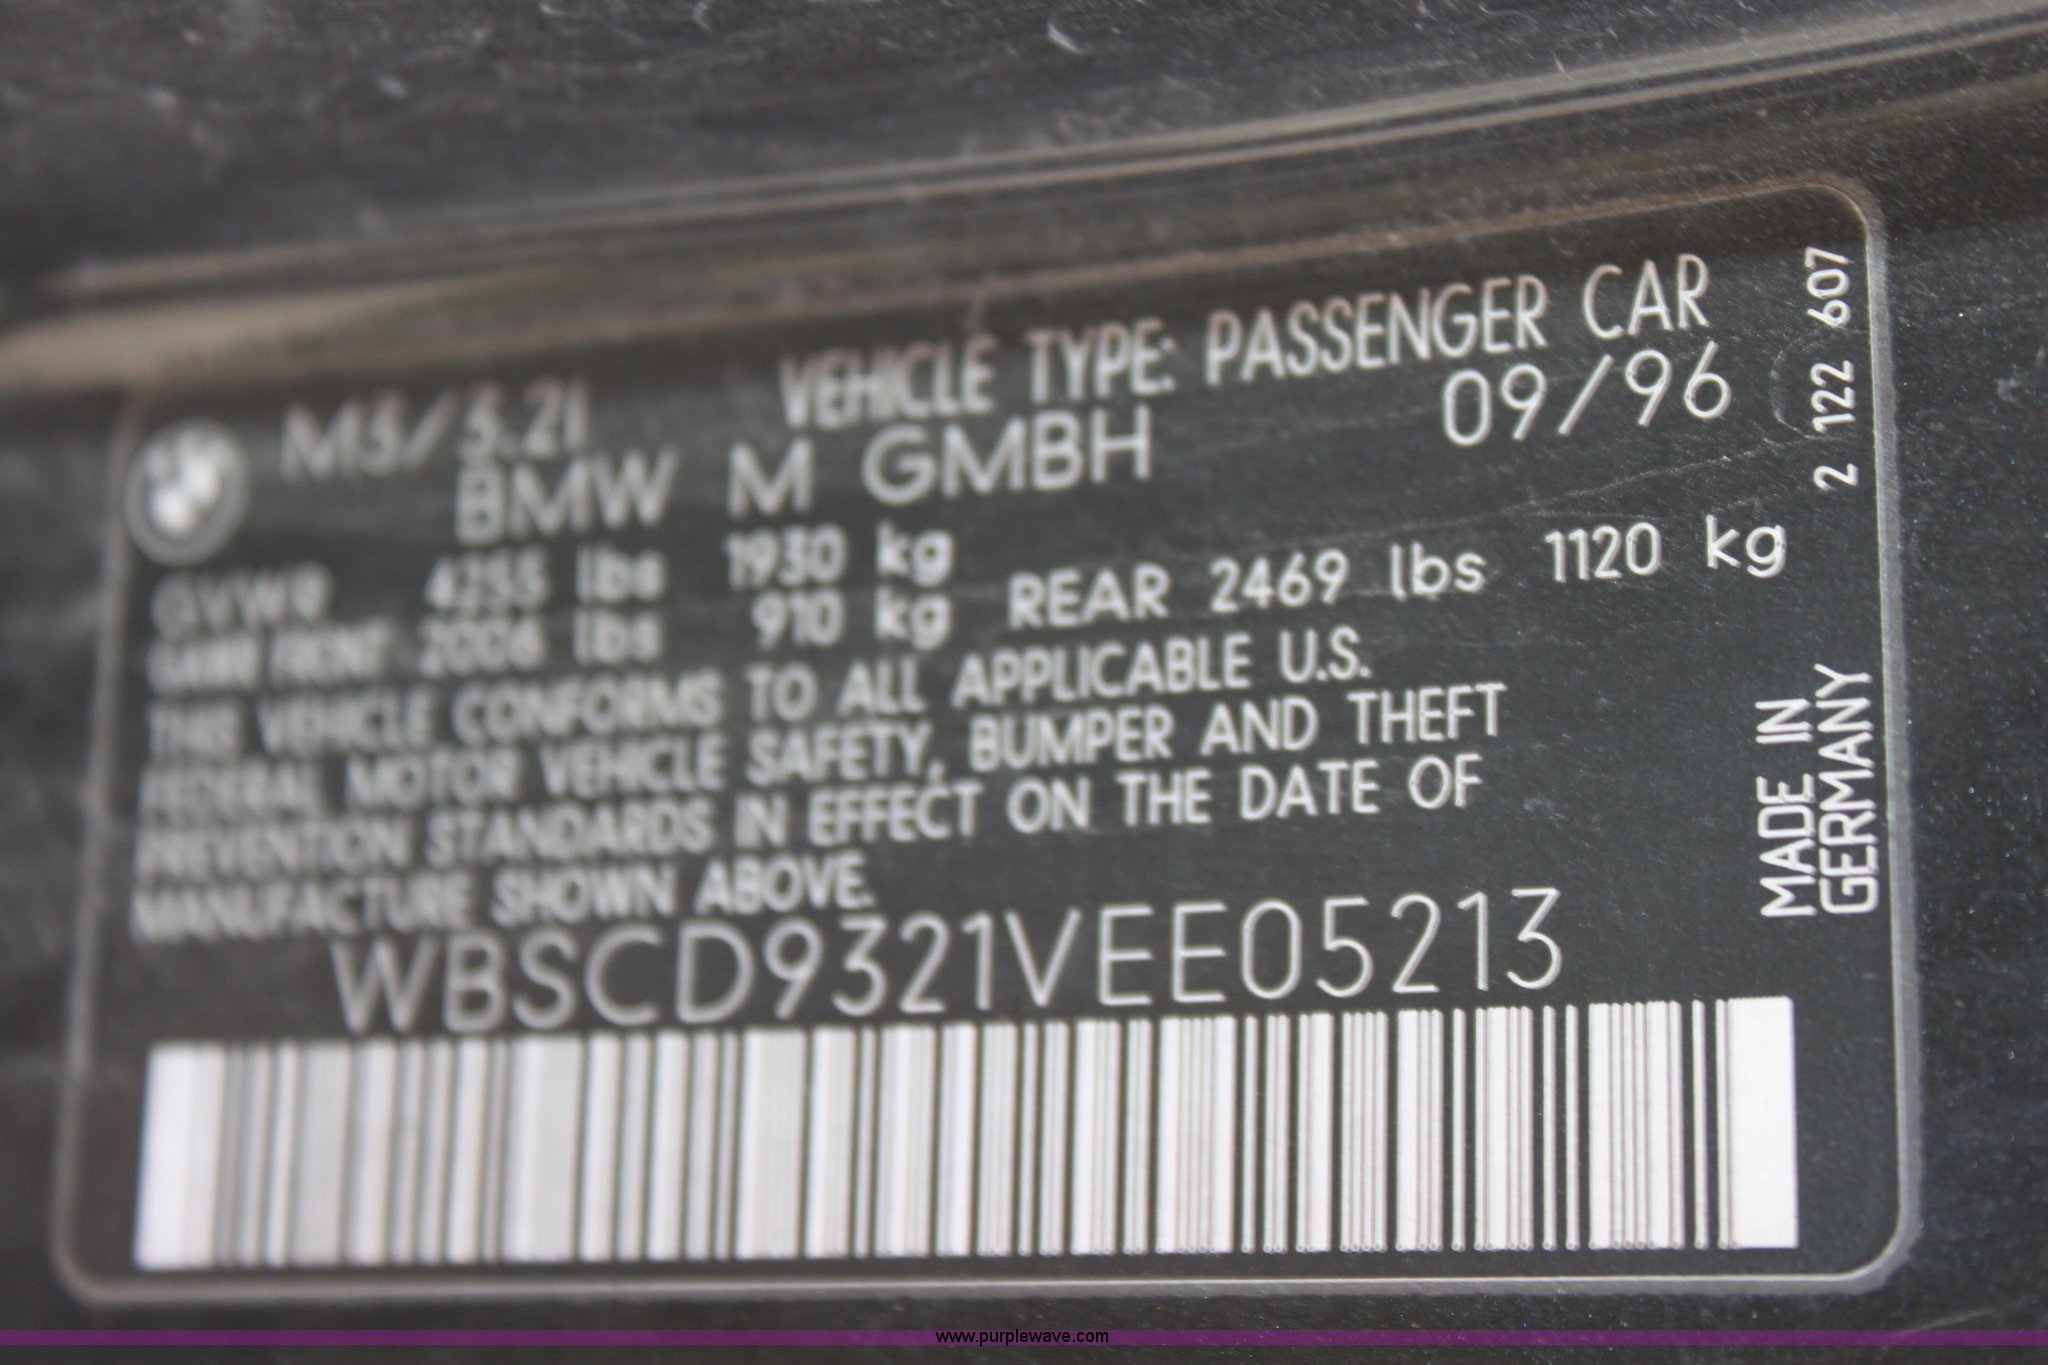 M3/3.2I VEHICLE TYPE: PASSENGER CAR
BMW M GMBH 09/96
GVWR 4255 lbs 1930 kg
GAWR FRONT 2006 lbs 910 kg REAR 2469 lbs 1120 kg
THIS VEHICLE CONFORMS TO ALL APPLICABLE U.S.
FEDERAL MOTOR VEHICLE SAFETY, BUMPER AND THEFT
PREVENTION STANDARDS IN EFFECT ON THE DATE OF
MANUFACTURE SHOWN ABOVE.
WBSCD9321VEE05213
2 122 607
MADE IN
GERMANY
www.purplewave.com